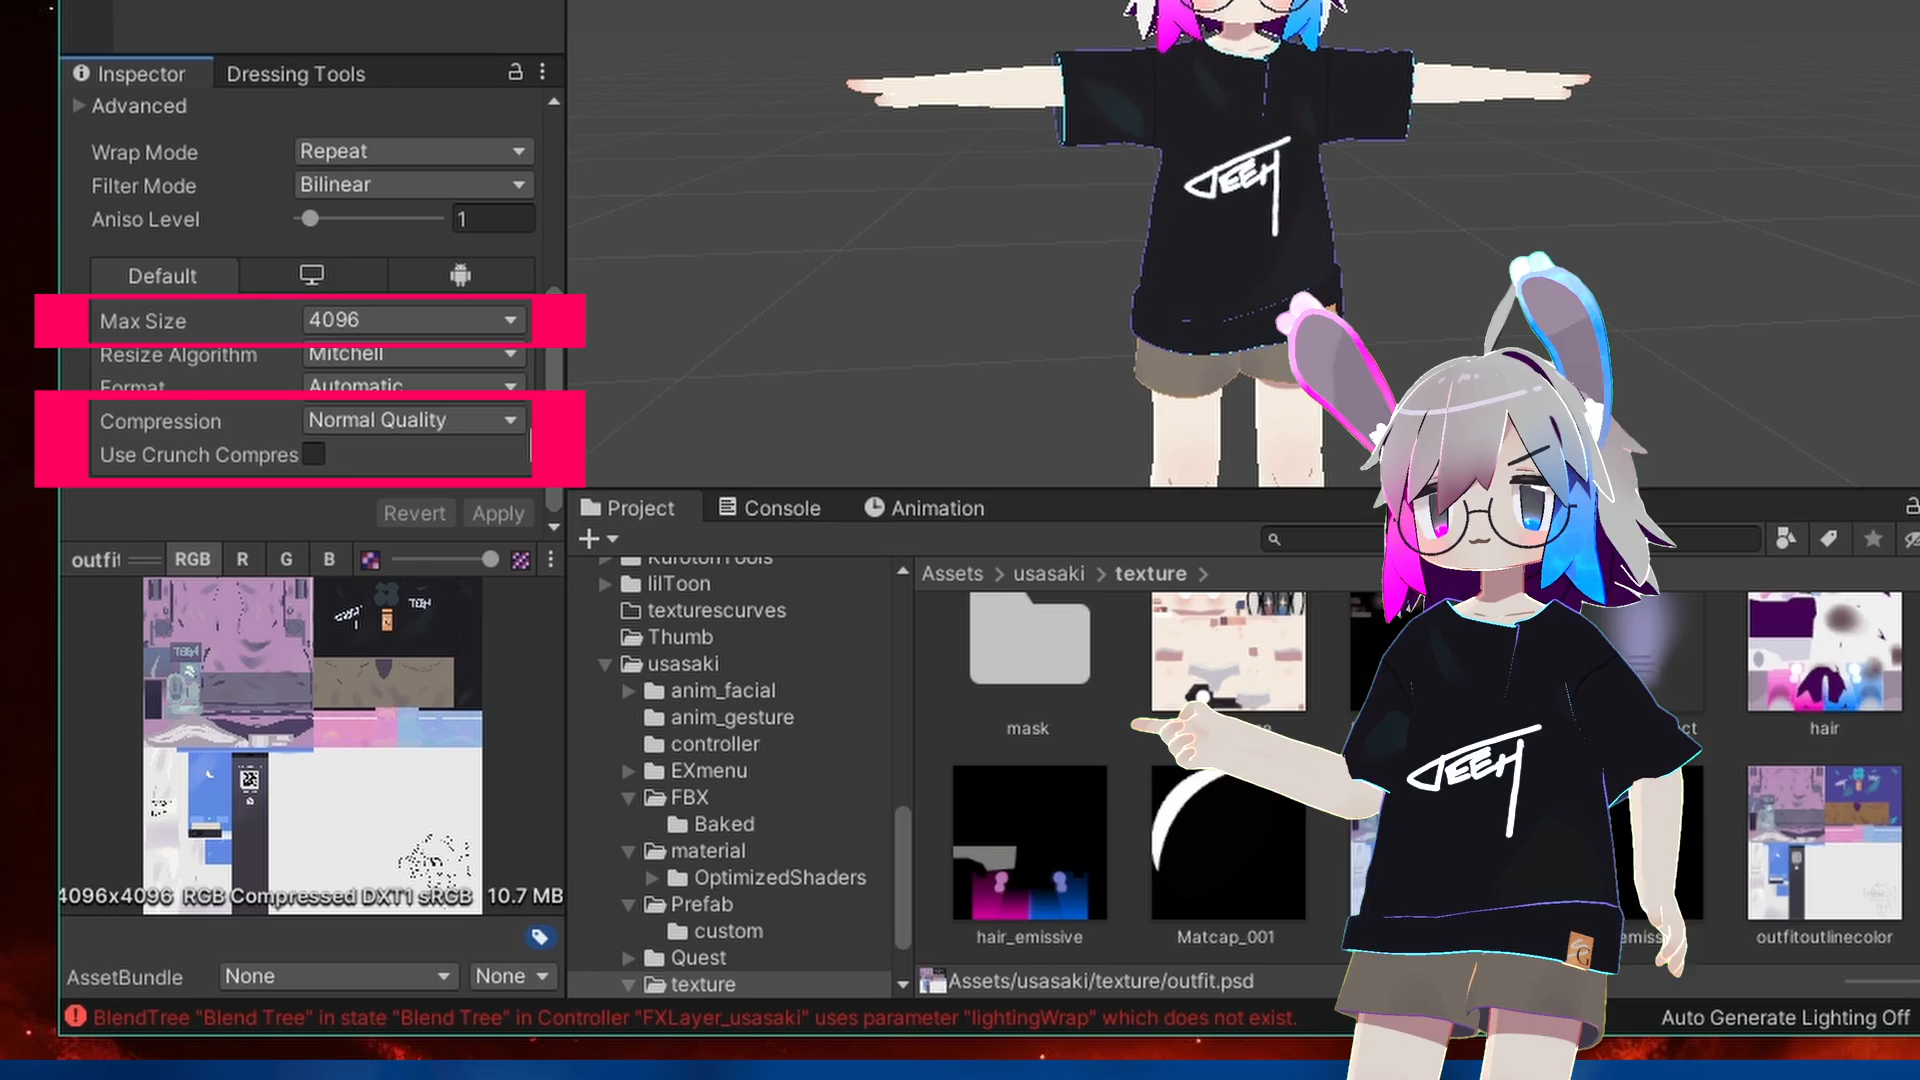 Inspector
Dressing Tools
Advanced
Wrap Mode
Repeat
Filter Mode
Bilinear
Aniso Level
1
Default
Max Size
4096
Resize Algorithm
Mitchell
Format
Automatic
Compression
Normal Quality
Use Crunch Compres
Revert
Apply
outfit
RGB
R
G
B
4096x4096 RGB Compressed DXT1 sRGB 10.7 MB
AssetBundle
None
None
TEEH
Project
Console
Animation
KurotonTools
lilToon
texturescurves
Thumb
usasaki
anim_facial
anim_gesture
controller
EXmenu
FBX
Baked
material
OptimizedShaders
Prefab
custom
Quest
texture
Assets > usasaki > texture >
mask
ct
hair
hair_emissive
Matcap_001
outfitoutlinecolor
Assets/usasaki/texture/outfit.psd
TEEH
G
BlendTree "Blend Tree" in state "Blend Tree" in Controller "FXLayer_usasaki" uses parameter "lightingWrap" which does not exist.
Auto Generate Lighting Off